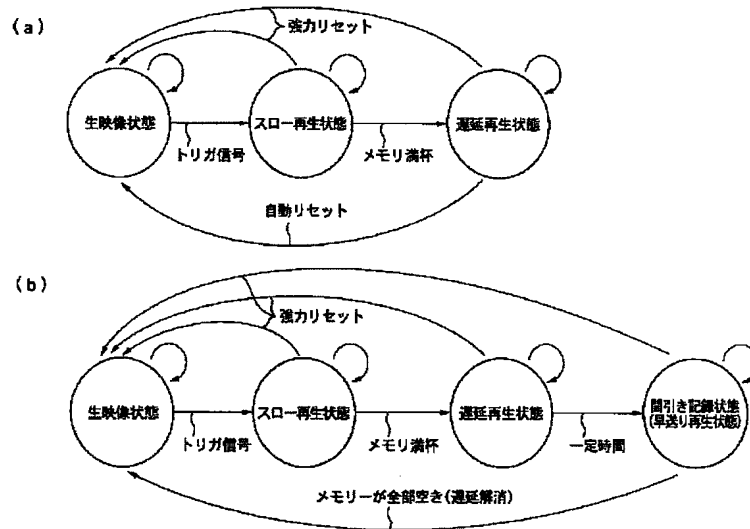 (a)
強力リセット
生映像状態
スロー再生状態
遅延再生状態
トリガ信号
メモリ満杯
自動リセット
(b)
強力リセット
生映像状態
スロー再生状態
遅延再生状態
間引き記録状態
(早送り再生状態)
トリガ信号
メモリ満杯
一定時間
メモリーが全部空き(遅延解消)